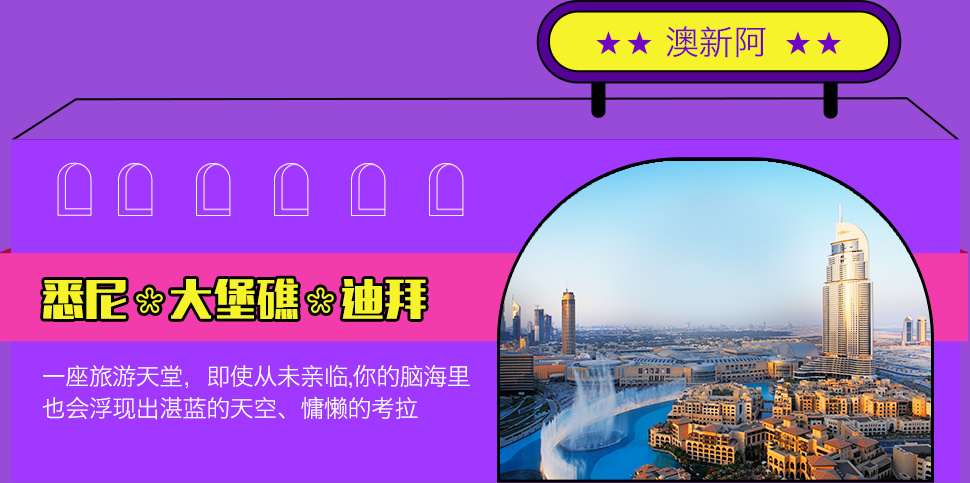 ★★ 澳新阿 ★★
悉尼 大堡礁 迪拜
一座旅游天堂，即使从未亲临,你的脑海里
也会浮现出湛蓝的天空、慵懒的考拉